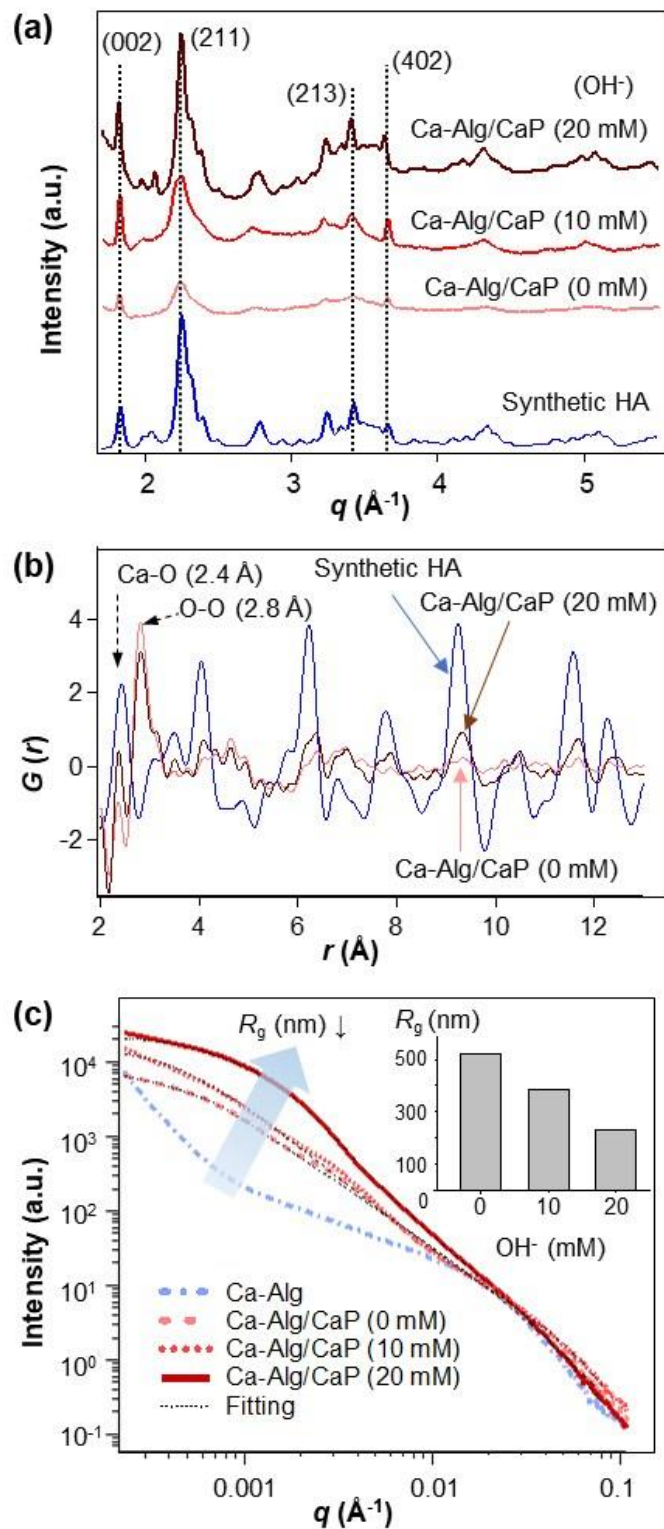 (a)
(002)
(211)
(213)
(402)
(OH⁻)
Ca-Alg/CaP (20 mM)
Ca-Alg/CaP (10 mM)
Ca-Alg/CaP (0 mM)
Synthetic HA
Intensity (a.u.)
2 3 4 5
q (Å⁻¹)
(b)
Ca-O (2.4 Å)
O-O (2.8 Å)
Synthetic HA
Ca-Alg/CaP (20 mM)
Ca-Alg/CaP (0 mM)
G (r)
4
2
0
-2
2 4 6 8 10 12
r (Å)
(c)
R_g (nm) ↓
R_g
(nm)
500
300
100
0
0 10 20
OH⁻ (mM)
Intensity (a.u.)
10⁴
10³
10²
10¹
10⁰
10⁻¹
Ca-Alg
Ca-Alg/CaP (0 mM)
Ca-Alg/CaP (10 mM)
Ca-Alg/CaP (20 mM)
Fitting
0.001 0.01 0.1
q (Å⁻¹)